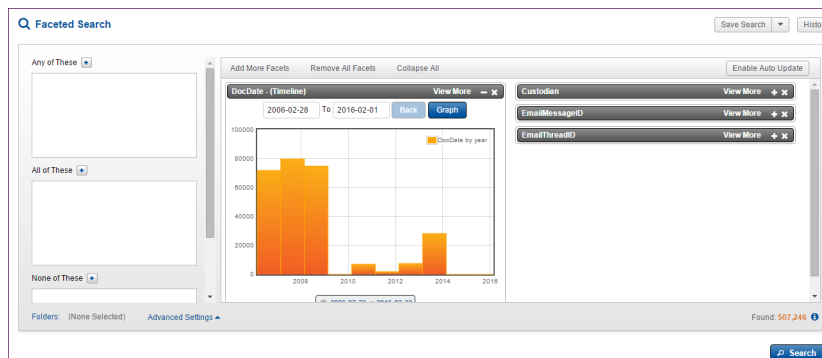 Faceted Search
Save Search
Histo
Any of These
Add More Facets Remove All Facets Collapse All
Enable Auto Update
DocDate - (Timeline) View More
2006-02-28 To 2016-02-01 Back Graph
DocDate by year
100000
80000
60000
40000
20000
0
2008 2010 2012 2014 2016
Custodian View More
EmailMessageID View More
EmailThreadID View More
All of These
None of These
Folders: (None Selected) Advanced Settings
Found: 507,246
Search